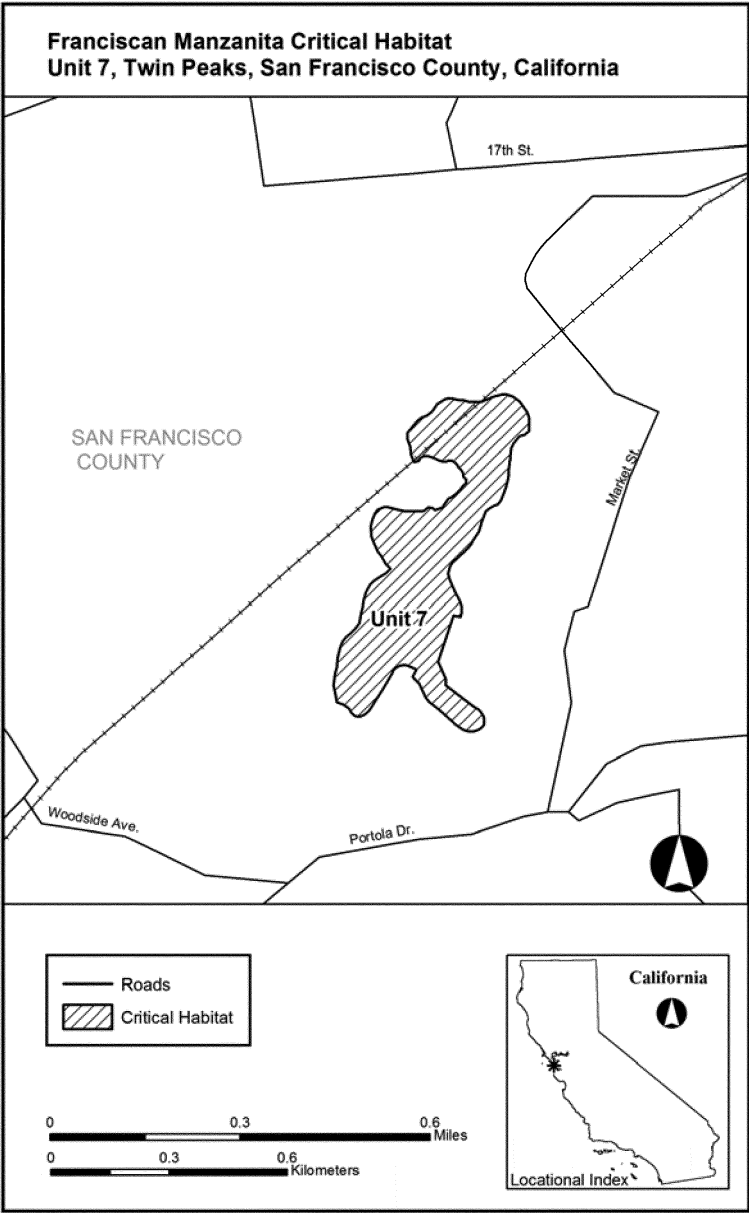 Franciscan Manzanita Critical Habitat
Unit 7, Twin Peaks, San Francisco County, California
17th St.
SAN FRANCISCO
COUNTY
Market St.
Unit 7
Woodside Ave.
Portola Dr.
Roads
Critical Habitat
California
0 0.3 0.6
Miles
0 0.3 0.6
Kilometers
Locational Index